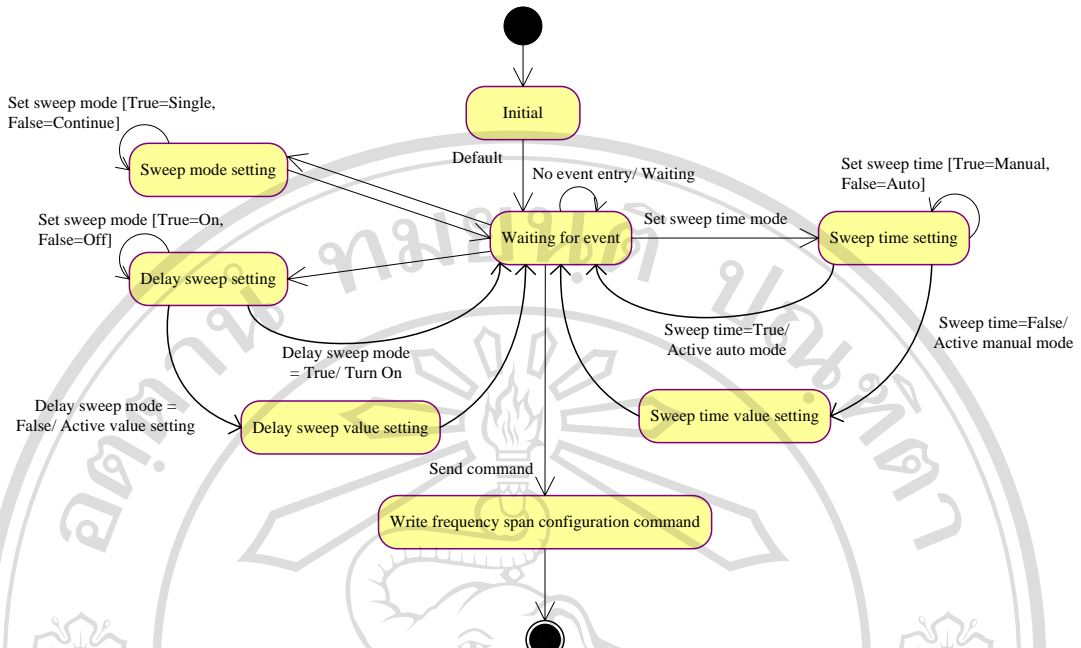 Initial
Set sweep mode [True=Single,
False=Continue]
Default
Sweep mode setting
No event entry/ Waiting
Set sweep time [True=Manual,
False=Auto]
Set sweep mode [True=On,
False=Off]
Waiting for event
Set sweep time mode
Sweep time setting
Delay sweep setting
Delay sweep mode
= True/ Turn On
Sweep time=True/
Active auto mode
Sweep time=False/
Active manual mode
Delay sweep mode =
False/ Active value setting
Delay sweep value setting
Sweep time value setting
Send command
Write frequency span configuration command